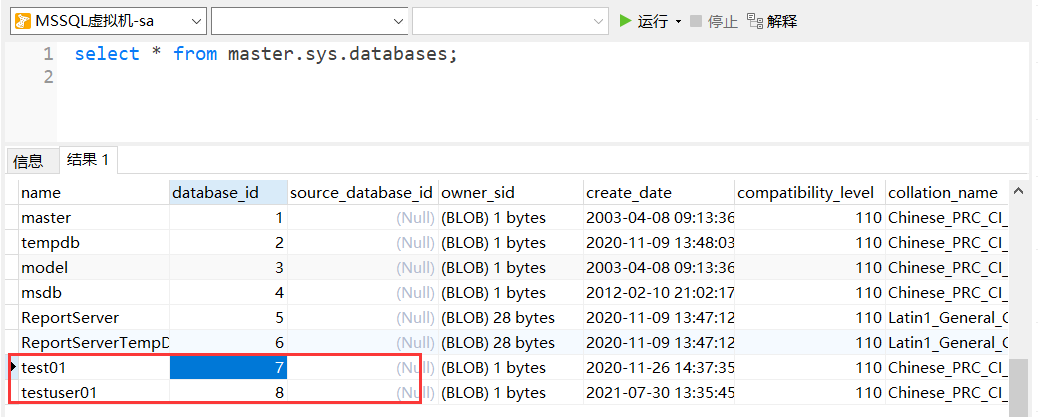 MSSQL虚拟机-sa 运行 停止 解释
1 select * from master.sys.databases;
2
信息 结果 1
name database_id source_database_id owner_sid create_date compatibility_level collation_name
master 1 (Null) (BLOB) 1 bytes 2003-04-08 09:13:36 110 Chinese_PRC_CI_
tempdb 2 (Null) (BLOB) 1 bytes 2020-11-09 13:48:03 110 Chinese_PRC_CI_
model 3 (Null) (BLOB) 1 bytes 2003-04-08 09:13:36 110 Chinese_PRC_CI_
msdb 4 (Null) (BLOB) 1 bytes 2012-02-10 21:02:17 110 Chinese_PRC_CI_
ReportServer 5 (Null) (BLOB) 28 bytes 2020-11-09 13:47:12 110 Latin1_General_C
ReportServerTempD 6 (Null) (BLOB) 28 bytes 2020-11-09 13:47:12 110 Latin1_General_C
test01 7 (Null) (BLOB) 1 bytes 2020-11-26 14:37:35 110 Chinese_PRC_CI_
testuser01 8 (Null) (BLOB) 1 bytes 2021-07-30 13:35:45 110 Chinese_PRC_CI_